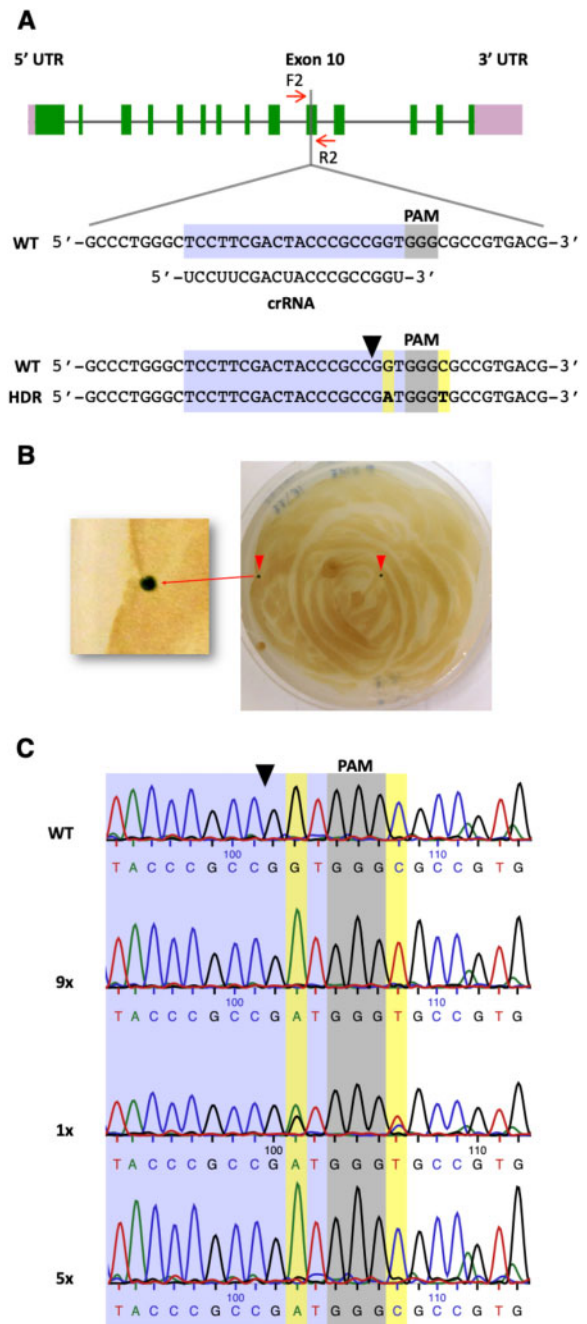 A
5' UTR Exon 10 3' UTR
F2
R2
PAM
WT 5'-GCCCTGGGCTCCTTCGACTACCCGCCGGTGGGCGCCGTGACG-3'
5'-UCCUUCGACUACCCGCCGGU-3'
crRNA
PAM
WT 5'-GCCCTGGGCTCCTTCGACTACCCGCCGGTGGGCGCCGTGACG-3'
HDR 5'-GCCCTGGGCTCCTTCGACTACCCGCCGATGGGTGCCGTGACG-3'
B
C
PAM
WT
100 110
T A C C C G C C G G T G G G C G C C G T G
9x
100 110
T A C C C G C C G A T G G G T G C C G T G
1x
100 110
T A C C C G C C G A T G G G T G C C G T G
5x
100 110
T A C C C G C C G A T G G G C G C C G T G